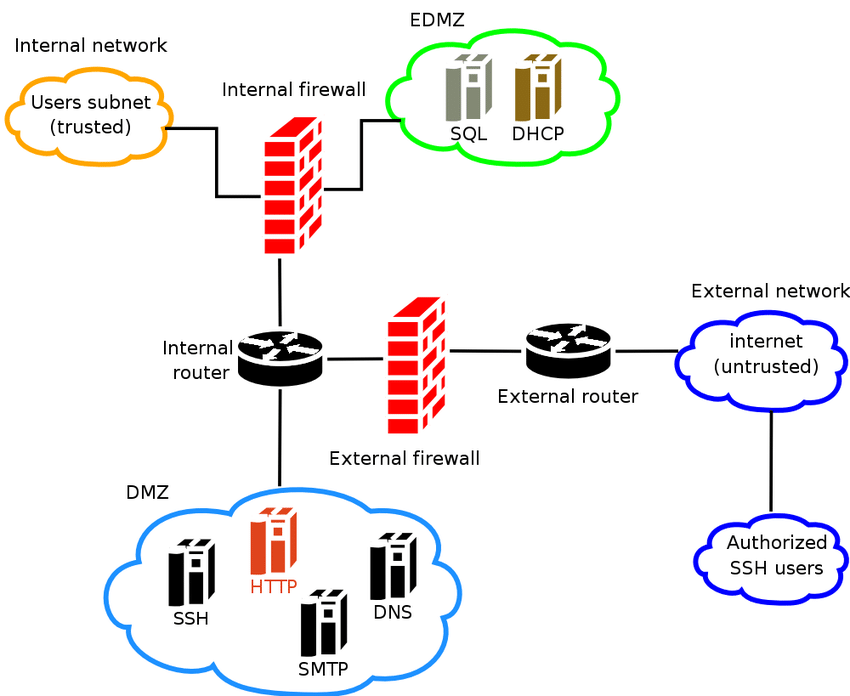 EDMZ
Internal network
Users subnet
(trusted)
Internal firewall
SQL
DHCP
External network
internet
(untrusted)
Internal
router
External router
External firewall
DMZ
SSH
HTTP
SMTP
DNS
Authorized
SSH users